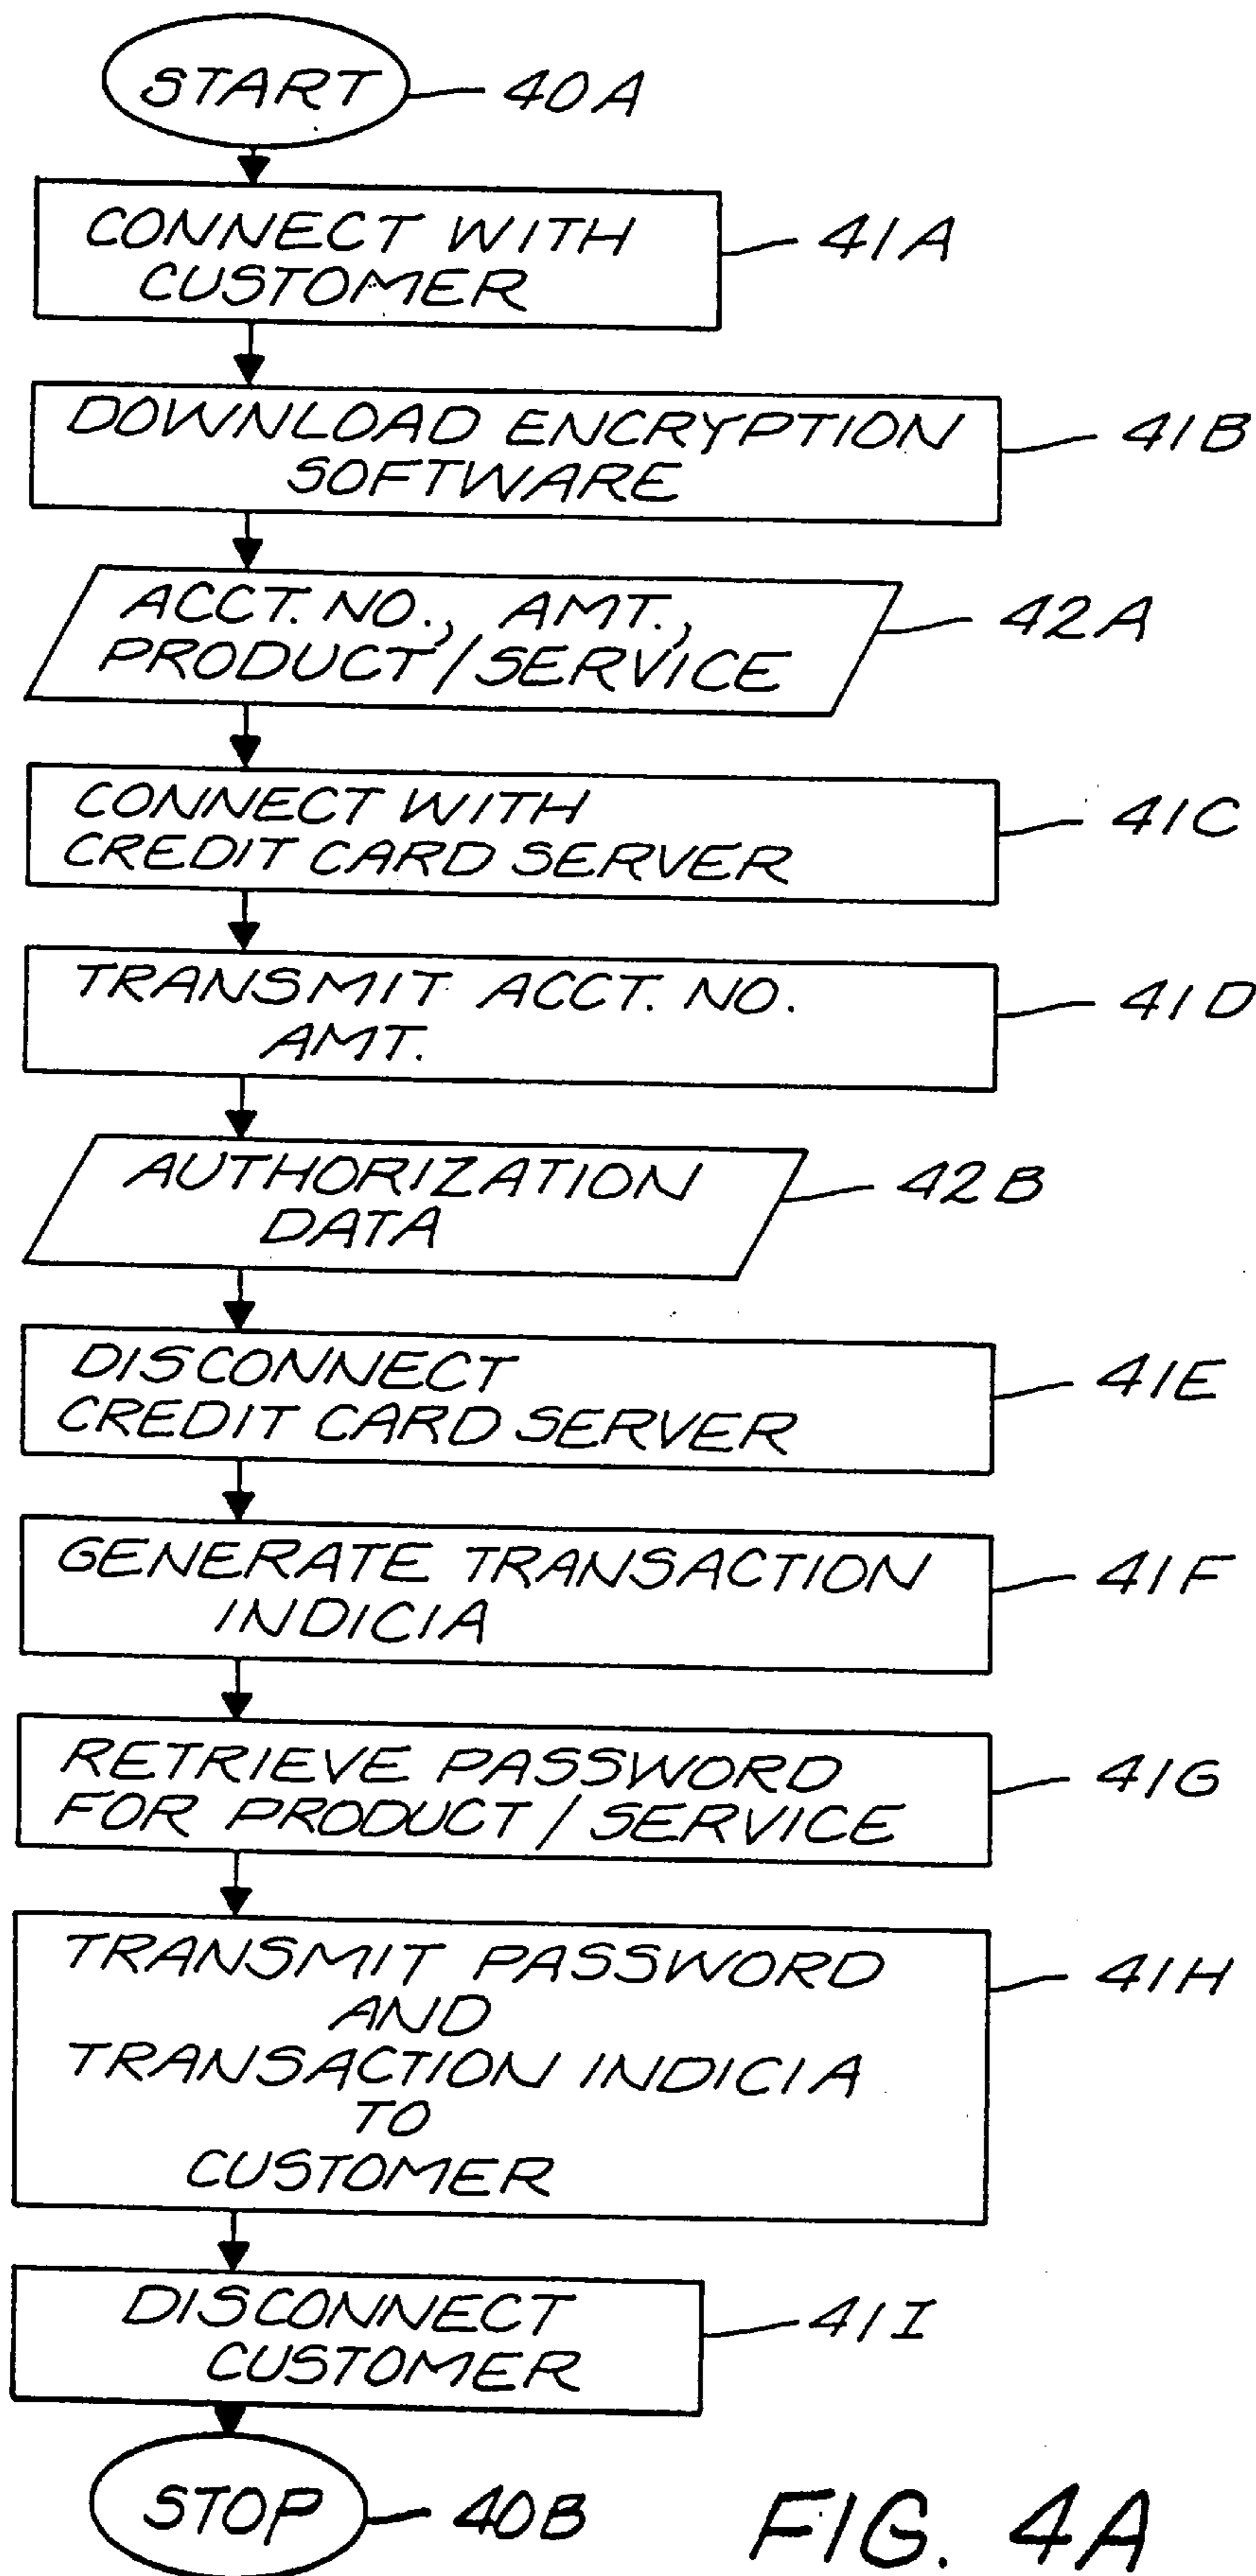 START
40A
CONNECT WITH
CUSTOMER
41A
DOWNLOAD ENCRYPTION
SOFTWARE
41B
ACCT. NO., AMT.,
PRODUCT/SERVICE
42A
CONNECT WITH
CREDIT CARD SERVER
41C
TRANSMIT ACCT. NO.
AMT.
41D
AUTHORIZATION
DATA
42B
DISCONNECT
CREDIT CARD SERVER
41E
GENERATE TRANSACTION
INDICIA
41F
RETRIEVE PASSWORD
FOR PRODUCT/SERVICE
41G
TRANSMIT PASSWORD
AND
TRANSACTION INDICIA
TO
CUSTOMER
41H
DISCONNECT
CUSTOMER
41I
STOP
40B
FIG. 4A